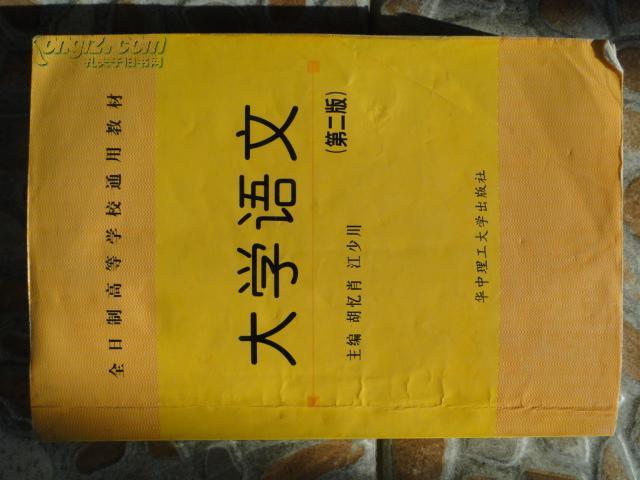 全日制高等学校通用教材
大学语文
(第二版)
主编 胡忆肖 江少川
华中理工大学出版社
kongfz.com
孔夫子旧书网